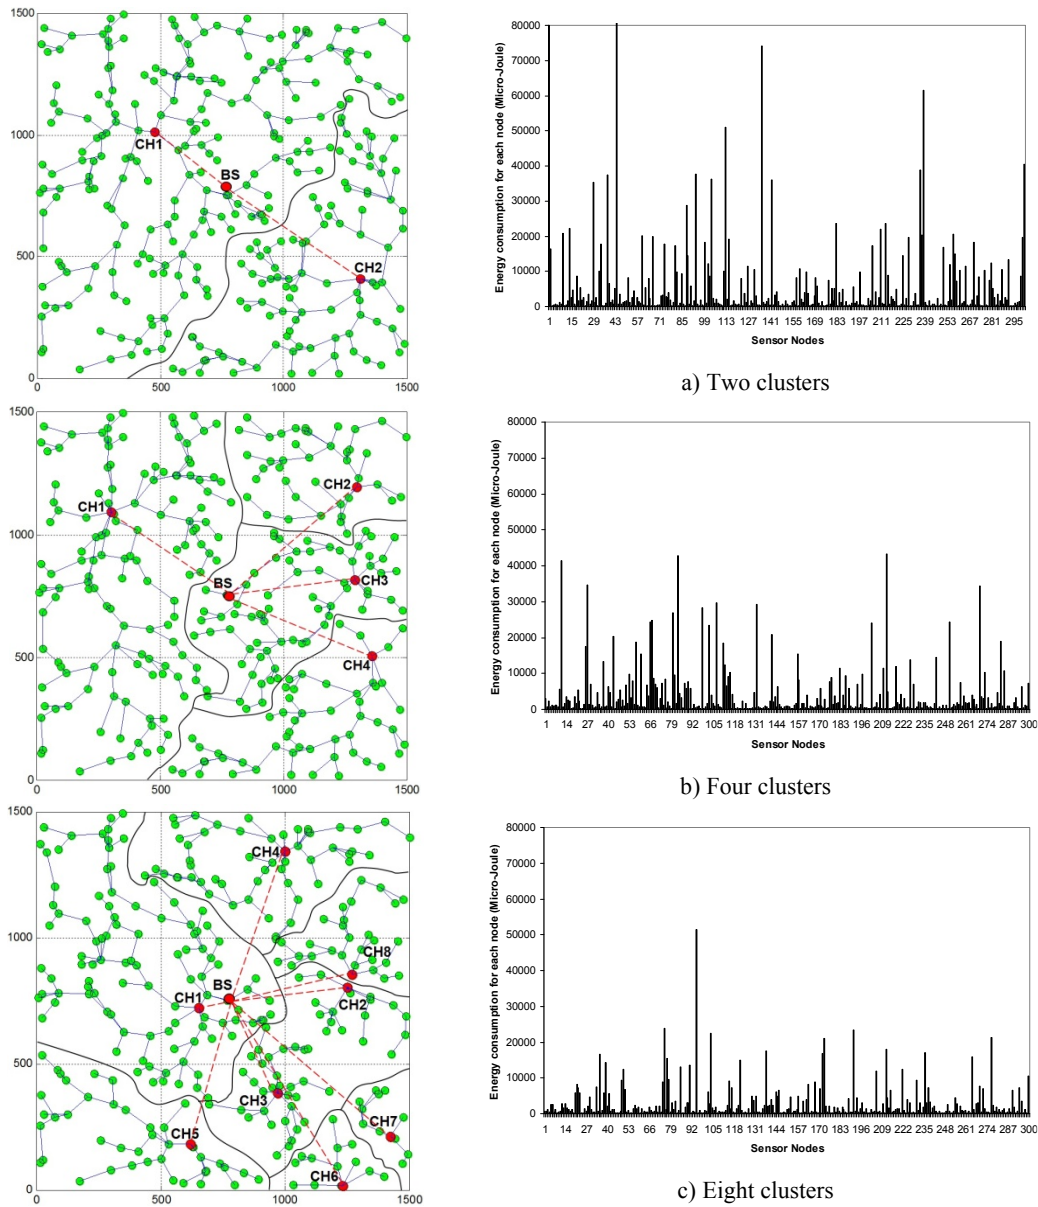 1500
1000
500
0
0 500 1000 1500
CH1
BS
CH2
80000
70000
60000
50000
40000
30000
20000
10000
0
Energy consumption for each node (Micro-Joule)
1 15 29 43 57 71 85 99 113 127 141 155 169 183 197 211 225 239 253 267 281 295
Sensor Nodes
a) Two clusters
1500
1000
500
0
0 500 1000 1500
CH2
CH1
CH3
BS
CH4
80000
70000
60000
50000
40000
30000
20000
10000
0
Energy consumption for each node (Micro-Joule)
1 14 27 40 53 66 79 92 105 118 131 144 157 170 183 196 209 222 235 248 261 274 287 300
Sensor Nodes
b) Four clusters
1500
1000
500
0
0 500 1000 1500
CH4
CH8
BS
CH1
CH2
CH3
CH7
CH5
CH6
80000
70000
60000
50000
40000
30000
20000
10000
0
Energy consumption for each node (Micro-Joule)
1 14 27 40 53 66 79 92 105 118 131 144 157 170 183 196 209 222 235 248 261 274 287 300
Sensor Nodes
c) Eight clusters